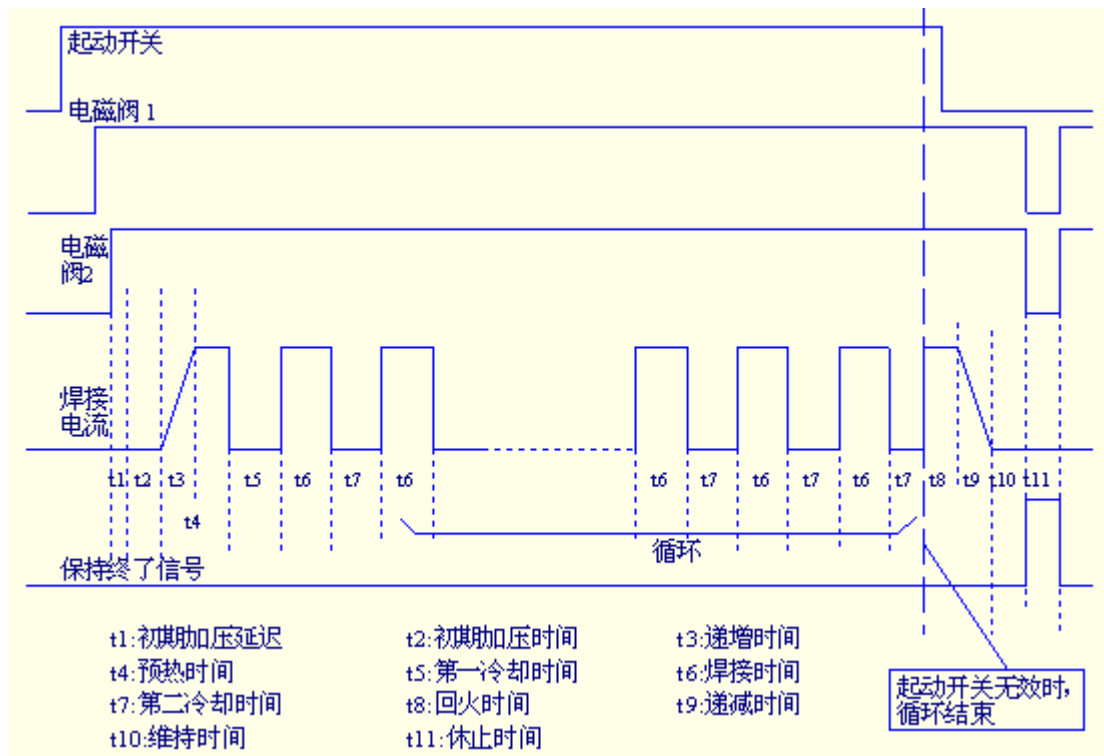 起动开关
电磁阀 1
电磁
阀2
焊接
电流
t1 t2 t3 t5 t6 t7 t6 t6 t7 t6 t7 t6 t7 t8 t9 t10 t11
t4
循环
保持终了信号
t1:初期加压延迟 t2:初期加压时间 t3:递增时间
t4:预热时间 t5:第一冷却时间 t6:焊接时间
t7:第二冷却时间 t8:回火时间 t9:递减时间
t10:维持时间 t11:休止时间
起动开关无效时,
循环结束